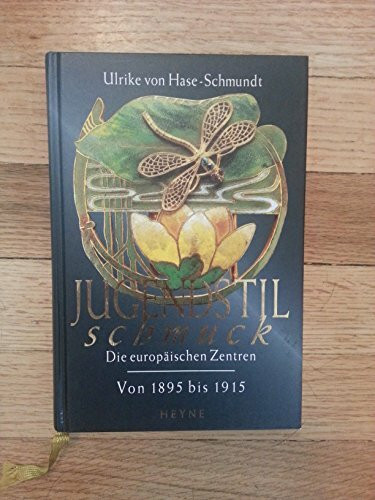 Ulrike von Hase-Schmundt
JUGENDSTIL
schmuck
Die europäischen Zentren
Von 1895 bis 1915
HEYNE